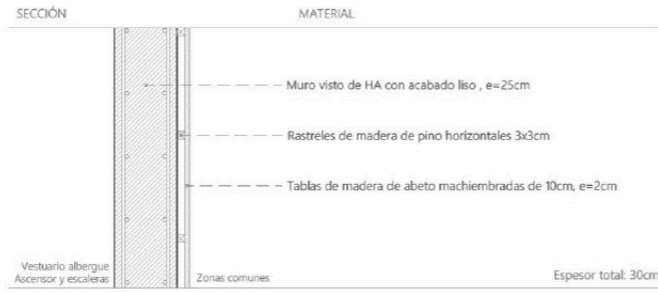 SECCIÓN
MATERIAL
Muro visto de HA con acabado liso , e=25cm
Rastreles de madera de pino horizontales 3x3cm
Tablas de madera de abeto machiembradas de 10cm, e=2cm
Vestuario albergue
Ascensor y escaleras
Zonas comunes
Espesor total: 30cm